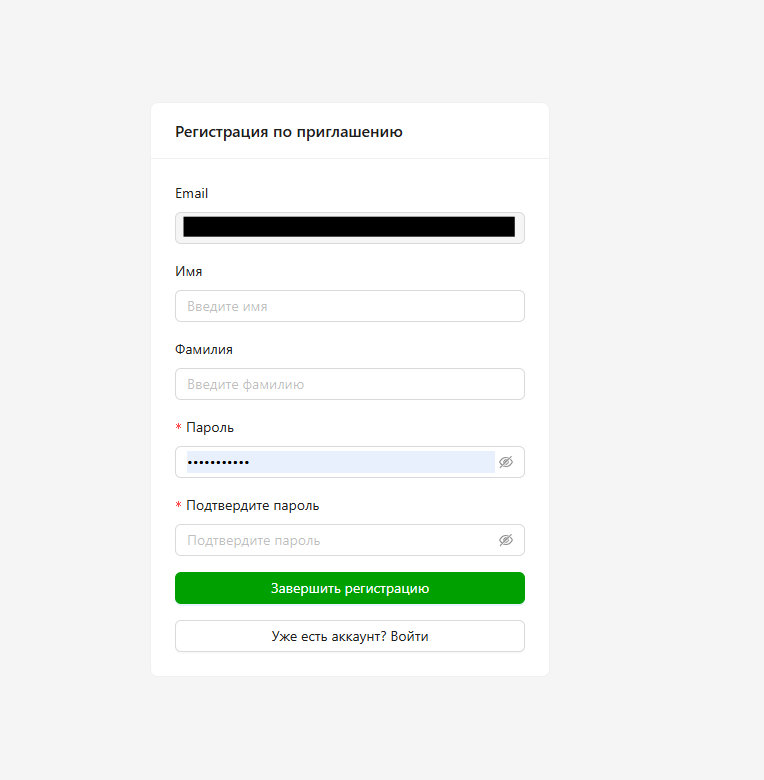 Регистрация по приглашению
Email
Имя
Введите имя
Фамилия
Введите фамилию
* Пароль
•••••••••••
* Подтвердите пароль
Подтвердите пароль
Завершить регистрацию
Уже есть аккаунт? Войти